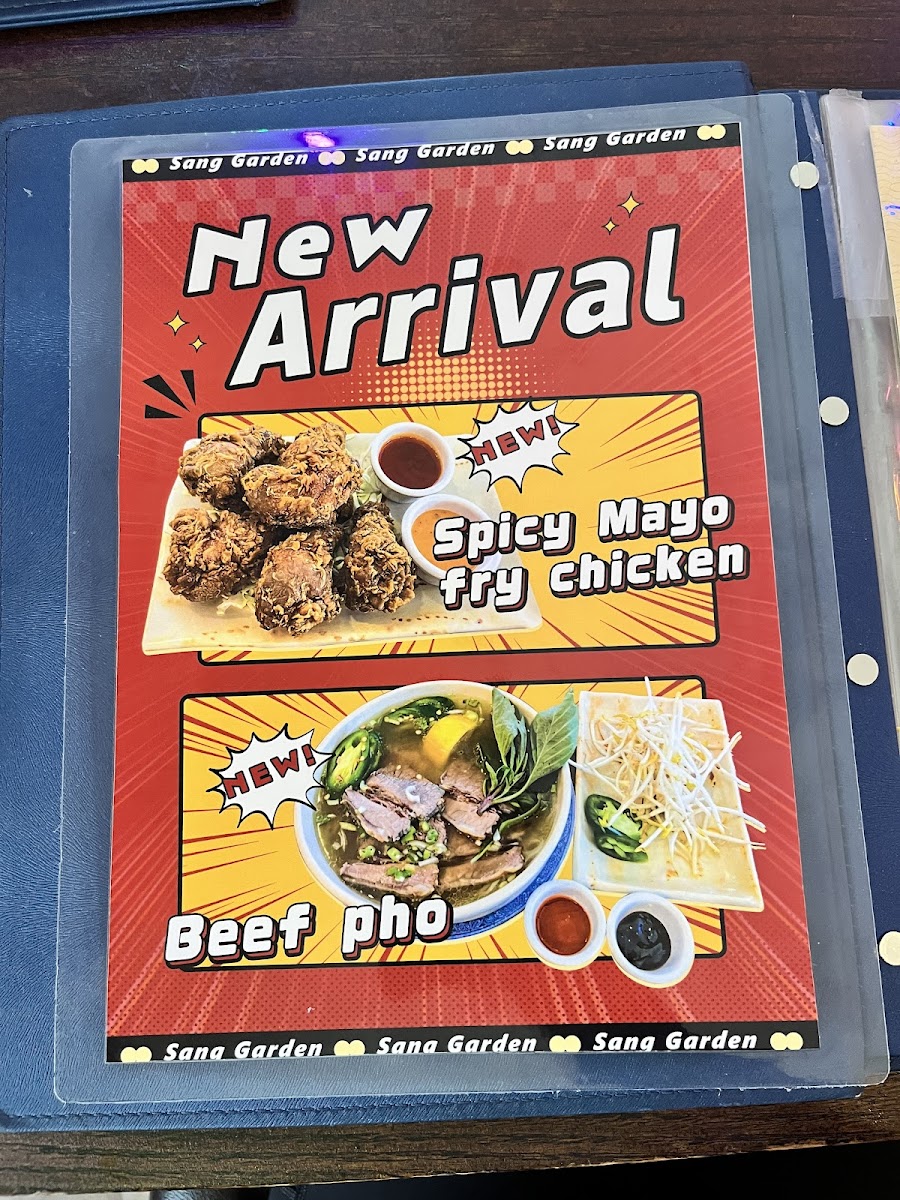 Sang Garden Sang Garden Sang Garden
New
Arrival
NEW!
Spicy Mayo
fry chicken
NEW!
Beef pho
Sang Garden Sang Garden Sang Garden